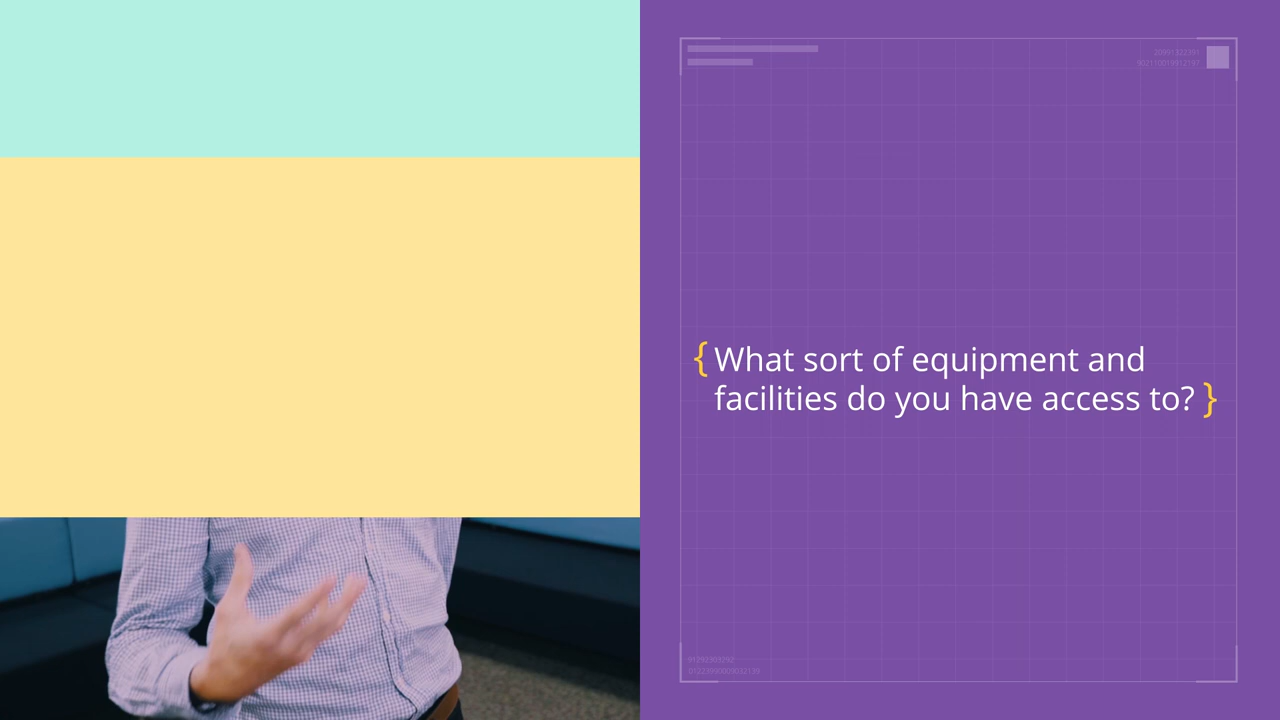 { What sort of equipment and
facilities do you have access to? }